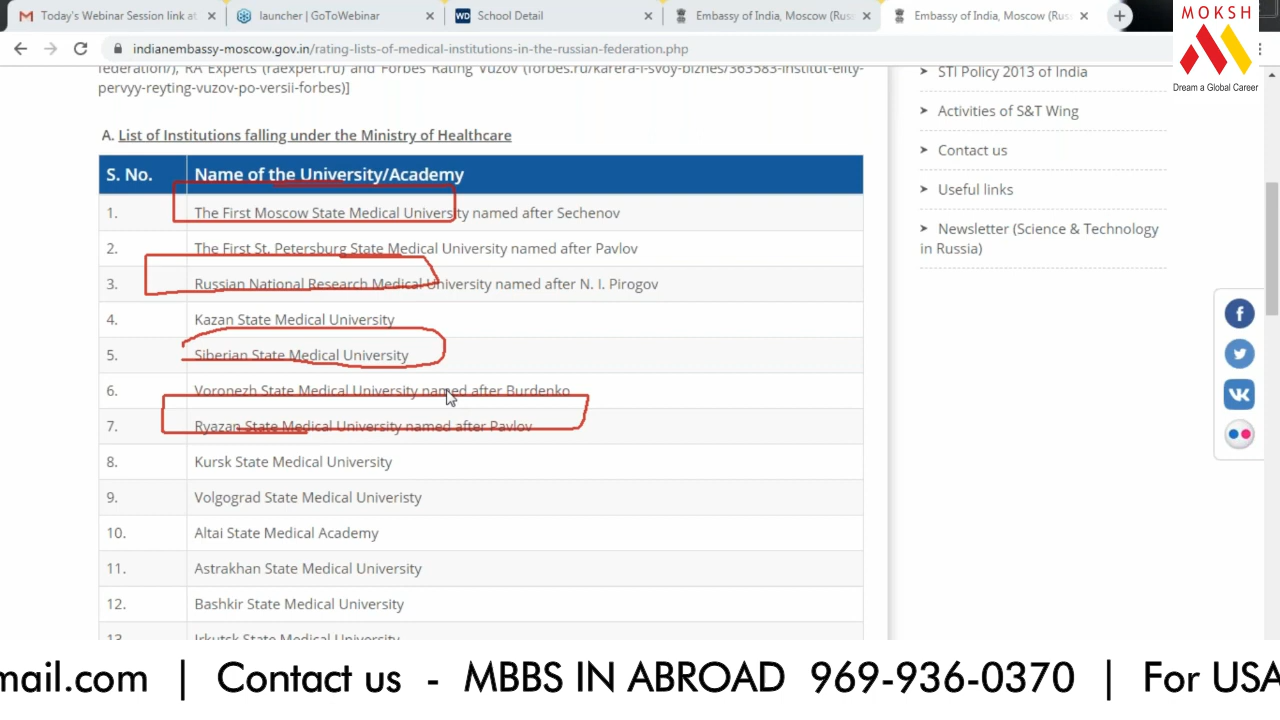 Today's Webinar Session link at
launcher | GoToWebinar
WD School Detail
Embassy of India, Moscow (Rus
Embassy of India, Moscow (Rus
MOKSH
Dream a Global Career
indianembassy-moscow.gov.in/rating-lists-of-medical-institutions-in-the-russian-federation.php
federation/), RA Experts (raexpert.ru) and Forbes Rating Vuzov (forbes.ru/karera-i-svoy-biznes/363583-institut-elity-
pervyy-reyting-vuzov-po-versii-forbes)]
A. List of Institutions falling under the Ministry of Healthcare
S. No. Name of the University/Academy
1. The First Moscow State Medical University named after Sechenov
2. The First St. Petersburg State Medical University named after Pavlov
3. Russian National Research Medical University named after N. I. Pirogov
4. Kazan State Medical University
5. Siberian State Medical University
6. Voronezh State Medical University named after Burdenko
7. Ryazan State Medical University named after Pavlov
8. Kursk State Medical University
9. Volgograd State Medical Univeristy
10. Altai State Medical Academy
11. Astrakhan State Medical University
12. Bashkir State Medical University
13. Irkutsk State Medical University
STI Policy 2013 of India
Activities of S&T Wing
Contact us
Useful links
Newsletter (Science & Technology
in Russia)
mail.com | Contact us - MBBS IN ABROAD 969-936-0370 | For USA